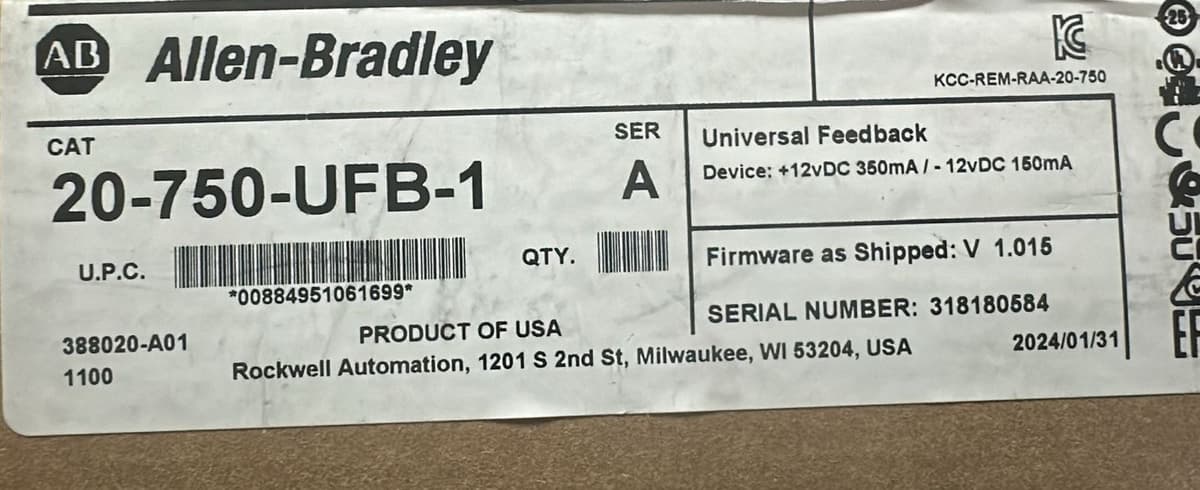 AB Allen-Bradley
KCC-REM-RAA-20-750
25
CAT
SER
20-750-UFB-1
A
Universal Feedback
Device: +12vDC 350mA / - 12vDC 150mA
U.P.C.
*00884951061699*
QTY.
Firmware as Shipped: V 1.015
SERIAL NUMBER: 318180584
388020-A01
PRODUCT OF USA
2024/01/31
1100
Rockwell Automation, 1201 S 2nd St, Milwaukee, WI 53204, USA